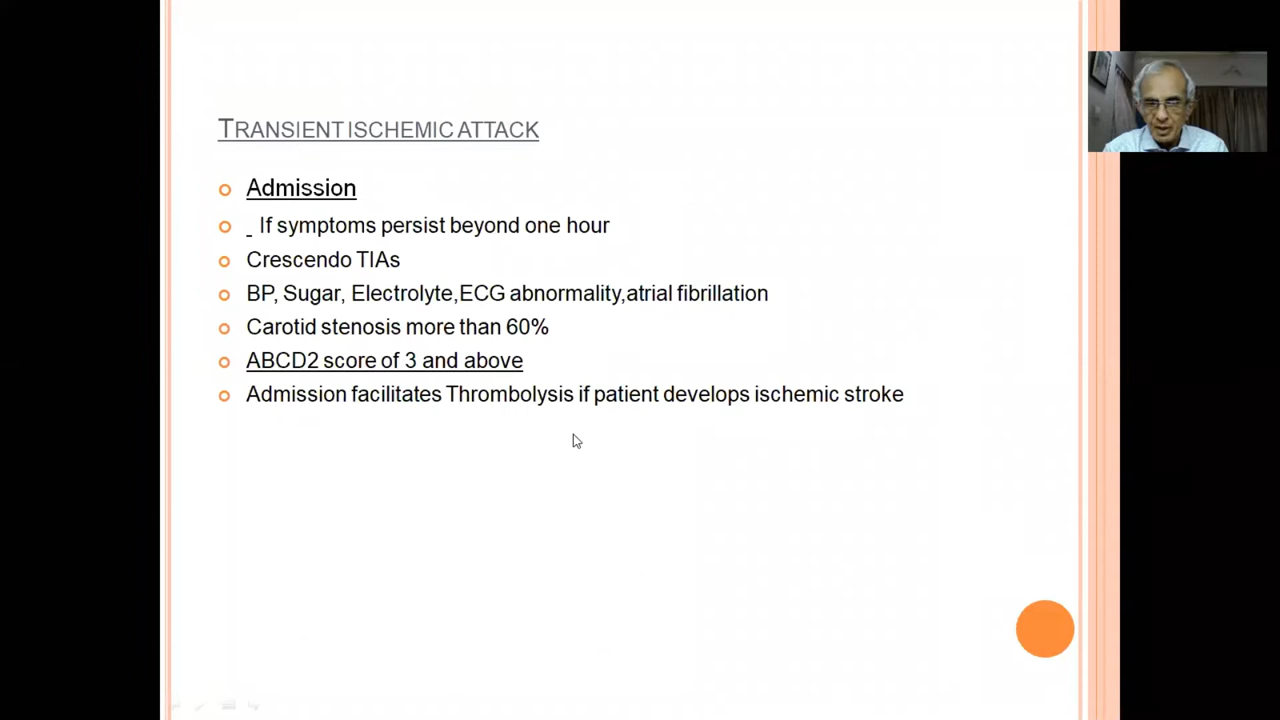 TRANSIENT ISCHEMIC ATTACK
Admission
_ If symptoms persist beyond one hour
Crescendo TIAs
BP, Sugar, Electrolyte,ECG abnormality,atrial fibrillation
Carotid stenosis more than 60%
ABCD2 score of 3 and above
Admission facilitates Thrombolysis if patient develops ischemic stroke